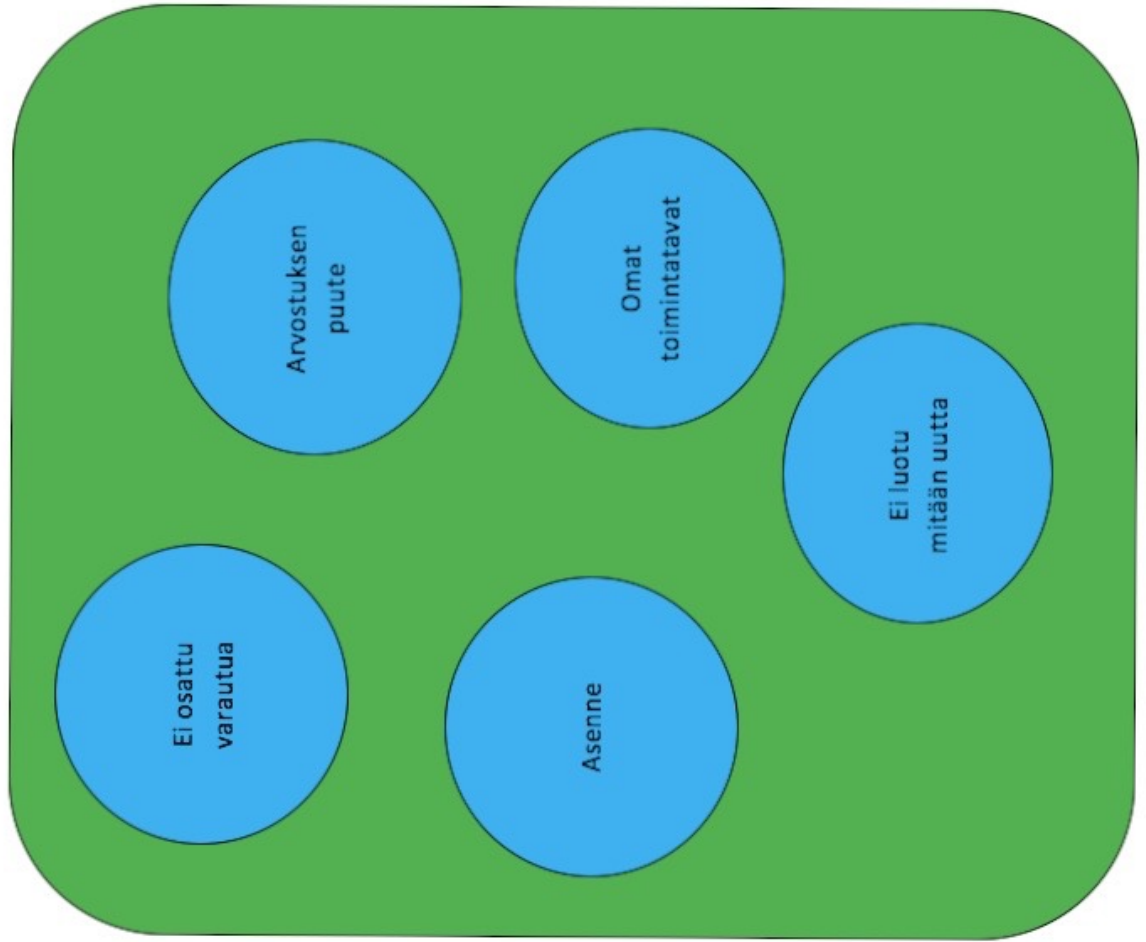 Ei osattu
varautua
Arvostuksen
puute
Asenne
Omat
toimintatavat
Ei luotu
mitään uutta